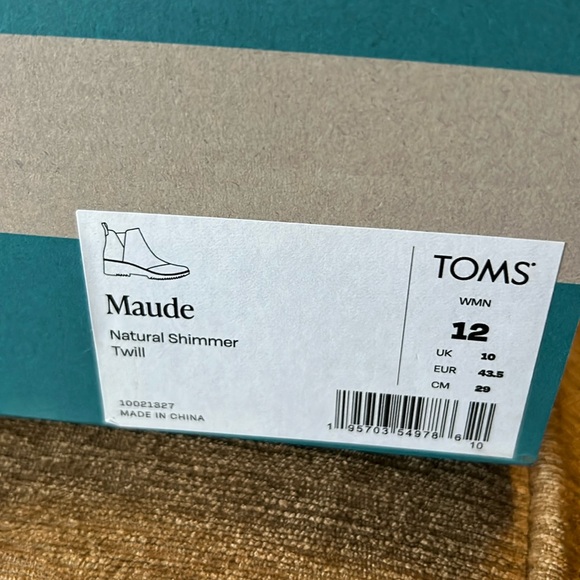 Maude
Natural Shimmer
Twill
10021327
MADE IN CHINA
TOMS
WMN
12
UK 10
EUR 43.5
CM 29
1 95703 54978 6
10